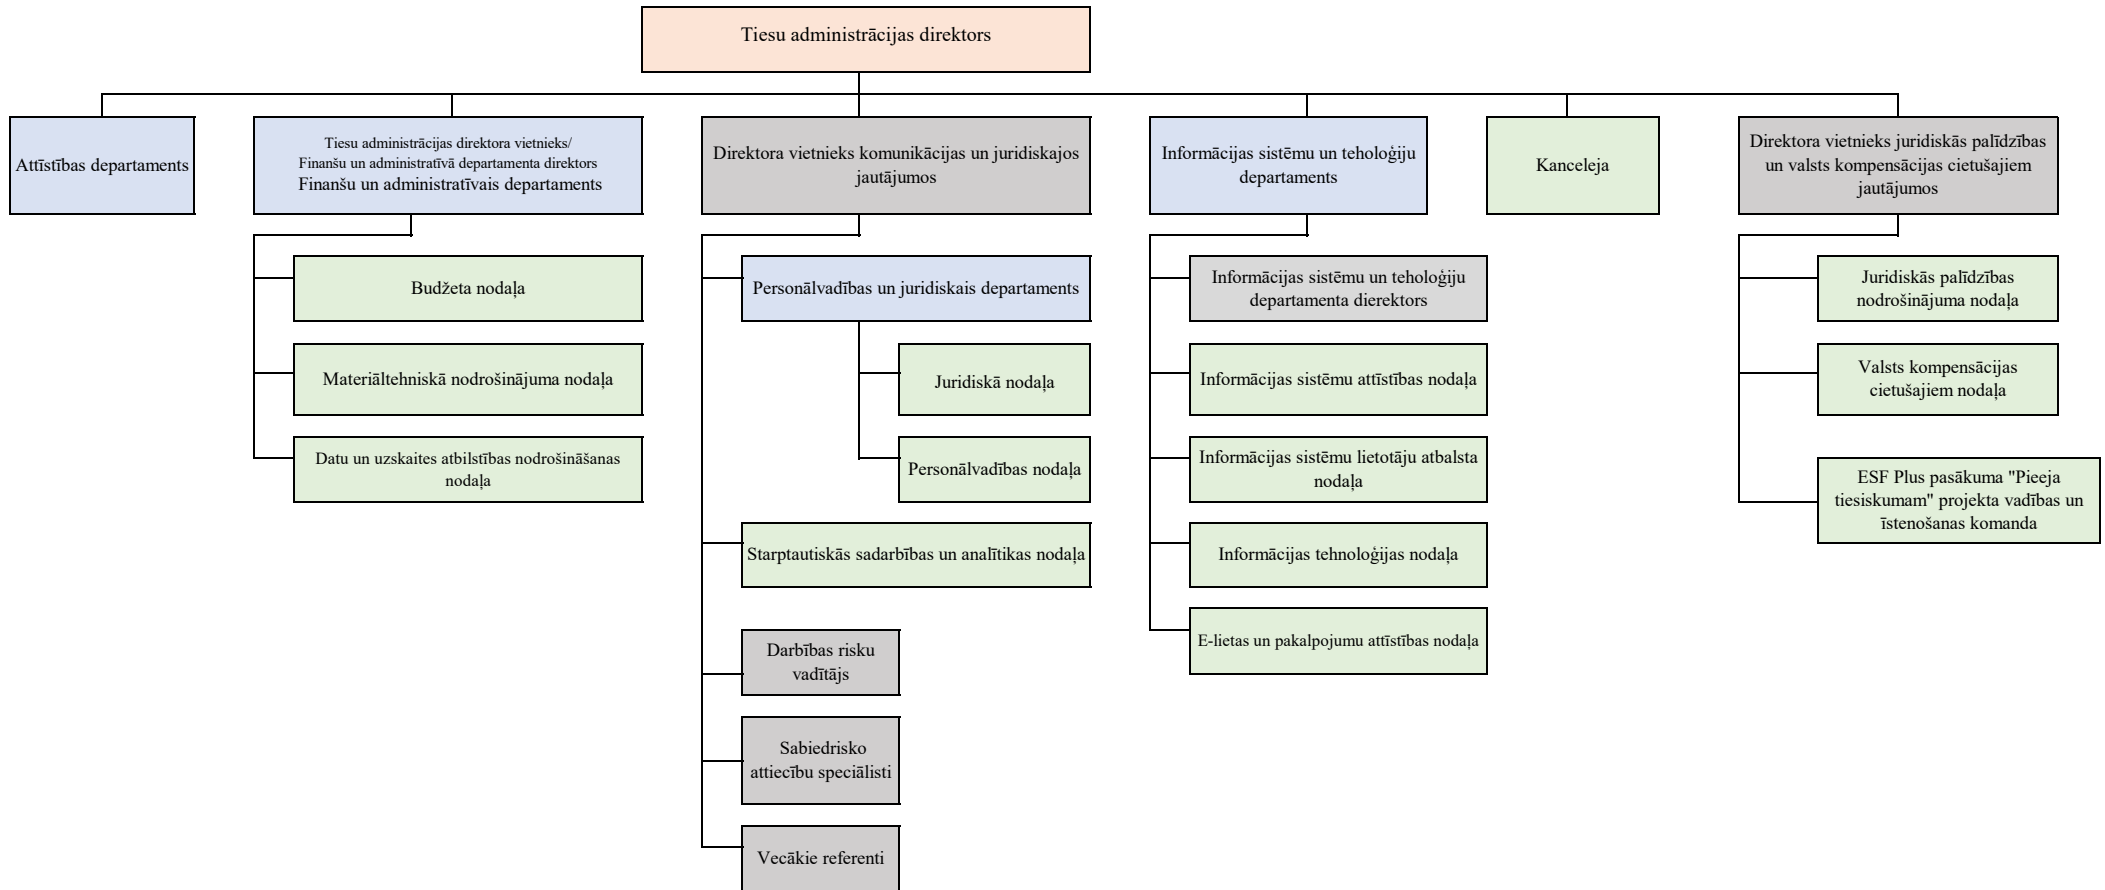 Tiesu administrācijas direktors
Attīstības departaments
Tiesu administrācijas direktora vietnieks/
Finanšu un administratīvā departamenta direktors
Finanšu un administratīvais departaments
Direktora vietnieks komunikācijas un juridiskajos
jautājumos
Informācijas sistēmu un teholoģiju
departaments
Kanceleja
Direktora vietnieks juridiskās palīdzības
un valsts kompensācijas cietušajiem
jautājumos
Budžeta nodaļa
Materiāltehniskā nodrošinājuma nodaļa
Datu un uzskaites atbilstības nodrošināšanas
nodaļa
Personālvadības un juridiskais departaments
Juridiskā nodaļa
Personālvadības nodaļa
Starptautiskās sadarbības un analītikas nodaļa
Darbības risku
vadītājs
Sabiedrisko
attiecību speciālisti
Vecākie referenti
Informācijas sistēmu un teholoģiju
departamenta dierektors
Informācijas sistēmu attīstības nodaļa
Informācijas sistēmu lietotāju atbalsta
nodaļa
Informācijas tehnoloģijas nodaļa
E-lietas un pakalpojumu attīstības nodaļa
Juridiskās palīdzības
nodrošinājuma nodaļa
Valsts kompensācijas
cietušajiem nodaļa
ESF Plus pasākuma "Pieeja
tiesiskumam" projekta vadības un
īstenošanas komanda